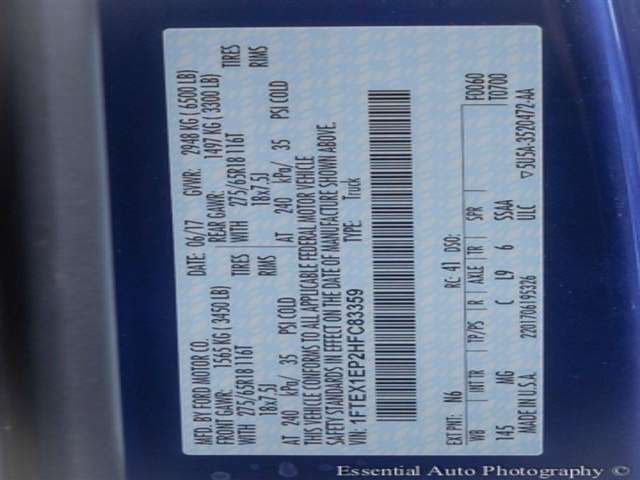 MFD. BY FORD MOTOR CO. DATE: 06/17 GVWR: 2948 KG ( 6500 LB)
FRONT GAWR: 1565 KG ( 3450 LB) REAR GAWR: 1497 KG ( 3300 LB)
WITH 275/65R18 116T TIRES WITH 275/65R18 116T TIRES
18x7.5J RIMS 18x7.5J RIMS
AT 240 kPa/ 35 PSI COLD AT 240 kPa/ 35 PSI COLD
THIS VEHICLE CONFORMS TO ALL APPLICABLE FEDERAL MOTOR VEHICLE
SAFETY STANDARDS IN EFFECT ON THE DATE OF MANUFACTURE SHOWN ABOVE.
VIN: 1FTEX1EP2HFC83359 TYPE: Truck
F0060
EXT PNT: N6 RC: 41 DSO: T0700
WB INT TR TP/PS R AXLE TR SPR
145 MG C L9 6 SSAA
MADE IN U.S.A. 2201706195326 ULC 5U5A-3520472-AA
Essential Auto Photography ©